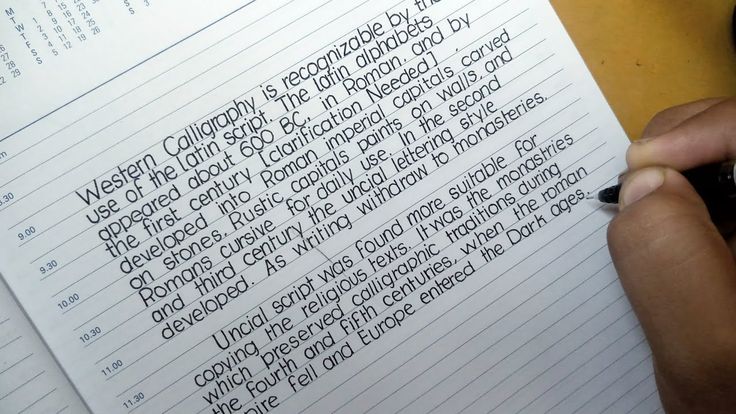 Western Calligraphy is recognizable by the
use of the latin script. The latin alphabets
appeared about 600 BC, in Roman, and by
the first century [clarification Needed]
developed into Roman imperial capitals carved
on stones, Rustic capitals paints on walls, and
Romans cursive for daily use, in the second
and third century the uncial lettering style
developed. As writing withdraw to monasteries,
Uncial script was found more suitable for
copying the religious texts. It was the monastries
which preserved calligraphic traditions during
the fourth and fifth centuries, when the roman
pire fell and Europe entered the Dark ages.
8.30
9.00
9.30
10.00
10.30
11.00
11.30